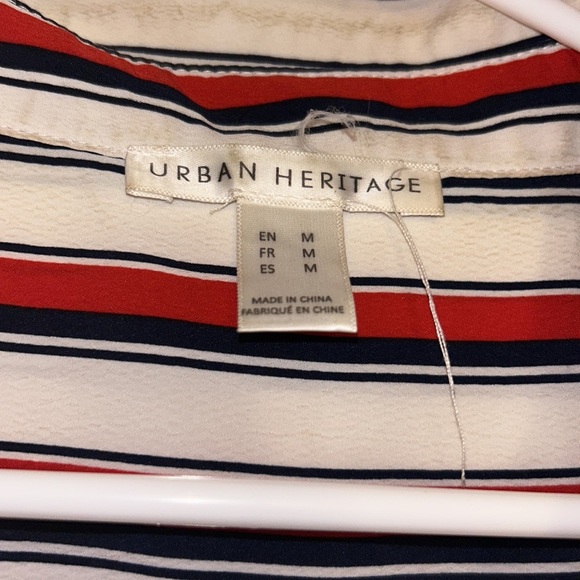 URBAN HERITAGE
EN M
FR M
ES M
MADE IN CHINA
FABRIQUÉ EN CHINE